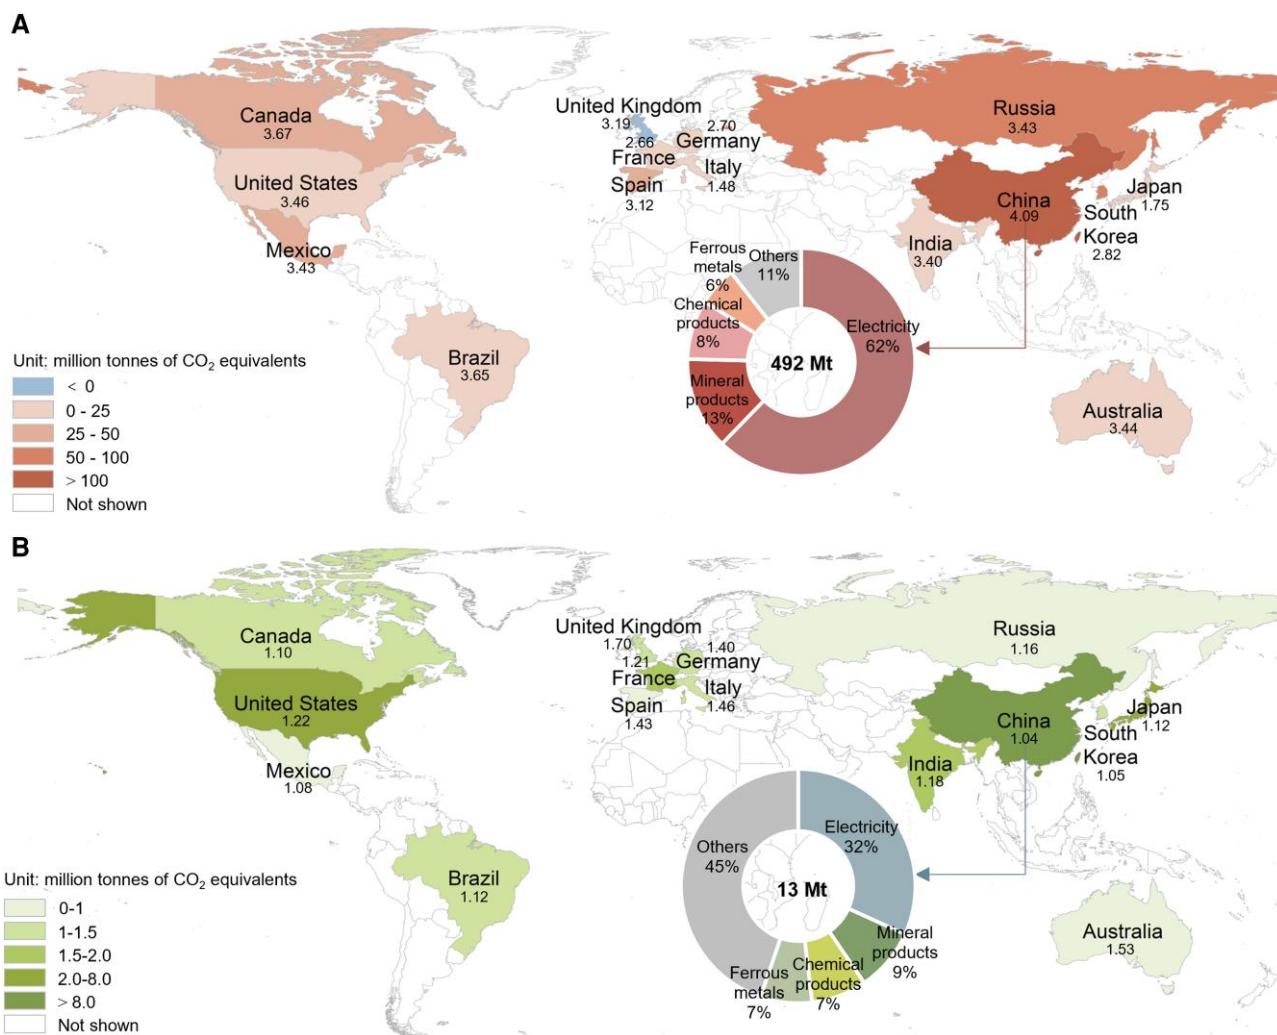 A
Canada
3.67
United States
3.46
Mexico
3.43
Brazil
3.65
United Kingdom
3.19
2.66
2.70
Germany
France
Italy
1.48
Spain
3.12
Russia
3.43
China
4.09
Japan
1.75
South
Korea
2.82
India
3.40
Australia
3.44
Ferrous
metals
6%
Others
11%
Chemical
products
8%
Mineral
products
13%
Electricity
62%
492 Mt
Unit: million tonnes of CO₂ equivalents
< 0
0 - 25
25 - 50
50 - 100
> 100
Not shown
B
Canada
1.10
United States
1.22
Mexico
1.08
Brazil
1.12
United Kingdom
1.70
1.21
1.40
Germany
France
Italy
1.46
Spain
1.43
Russia
1.16
China
1.04
Japan
1.12
South
Korea
1.05
India
1.18
Australia
1.53
Others
45%
Electricity
32%
13 Mt
Mineral
products
9%
Chemical
products
7%
Ferrous
metals
7%
Unit: million tonnes of CO₂ equivalents
0-1
1-1.5
1.5-2.0
2.0-8.0
> 8.0
Not shown